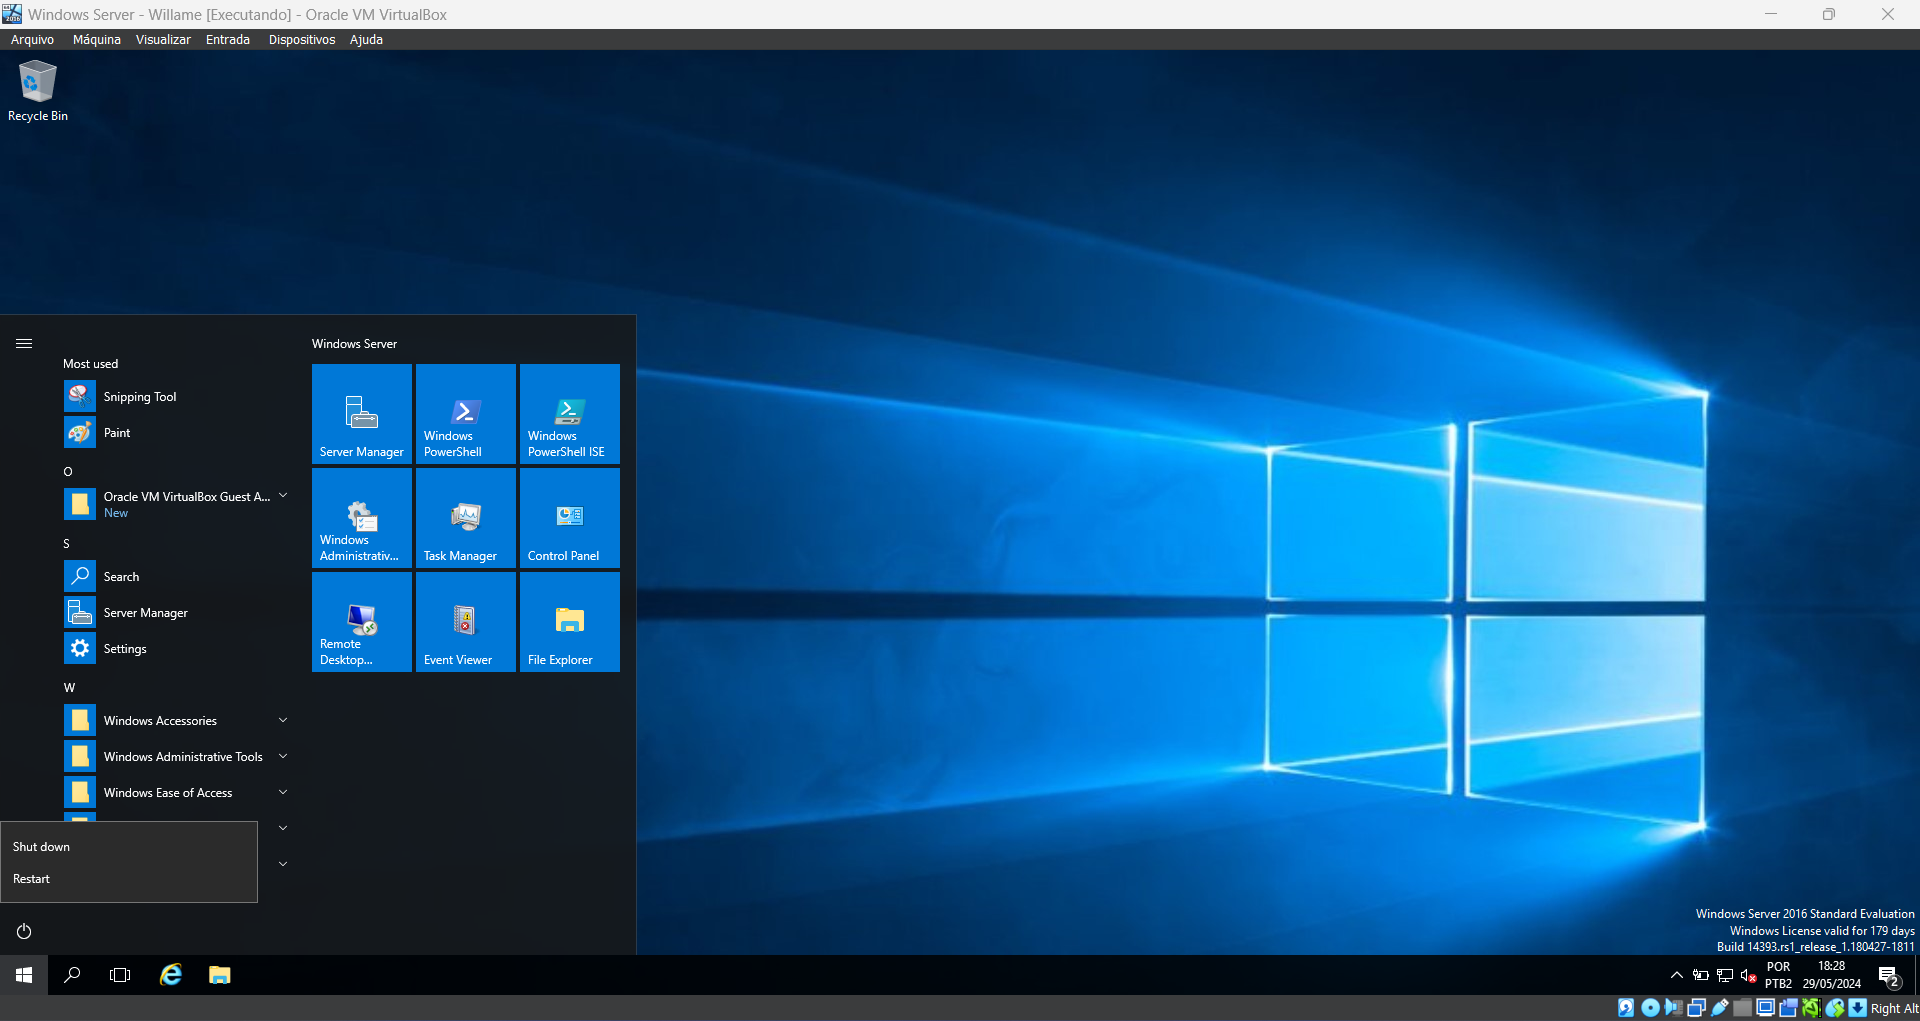 Windows Server - Willame [Executando] - Oracle VM VirtualBox
Arquivo Máquina Visualizar Entrada Dispositivos Ajuda
Recycle Bin
Most used
Snipping Tool
Paint
O
Oracle VM VirtualBox Guest A...
New
S
Search
Server Manager
Settings
W
Windows Accessories
Windows Administrative Tools
Windows Ease of Access
Shut down
Restart
Windows Server
Server Manager
Windows
PowerShell
Windows
PowerShell ISE
Windows
Administrativ...
Task Manager
Control Panel
Remote
Desktop...
Event Viewer
File Explorer
Windows Server 2016 Standard Evaluation
Windows License valid for 179 days
Build 14393.rs1_release_1.180427-1811
POR
PTB2
18:28
29/05/2024
2
Right Alt